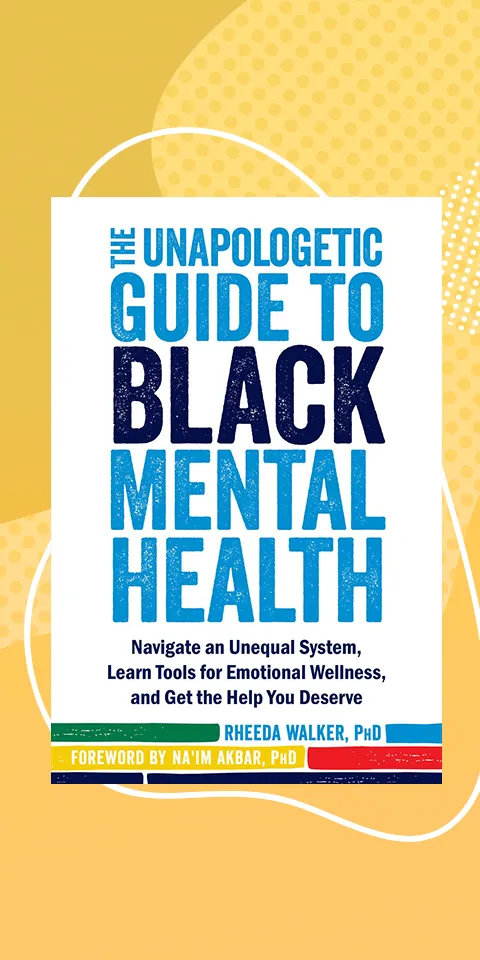 THE UNAPOLOGETIC
GUIDE TO
BLACK
MENTAL
HEALTH
Navigate an Unequal System,
Learn Tools for Emotional Wellness,
and Get the Help You Deserve
RHEEDA WALKER, PHD
FOREWORD BY NA'IM AKBAR, PHD